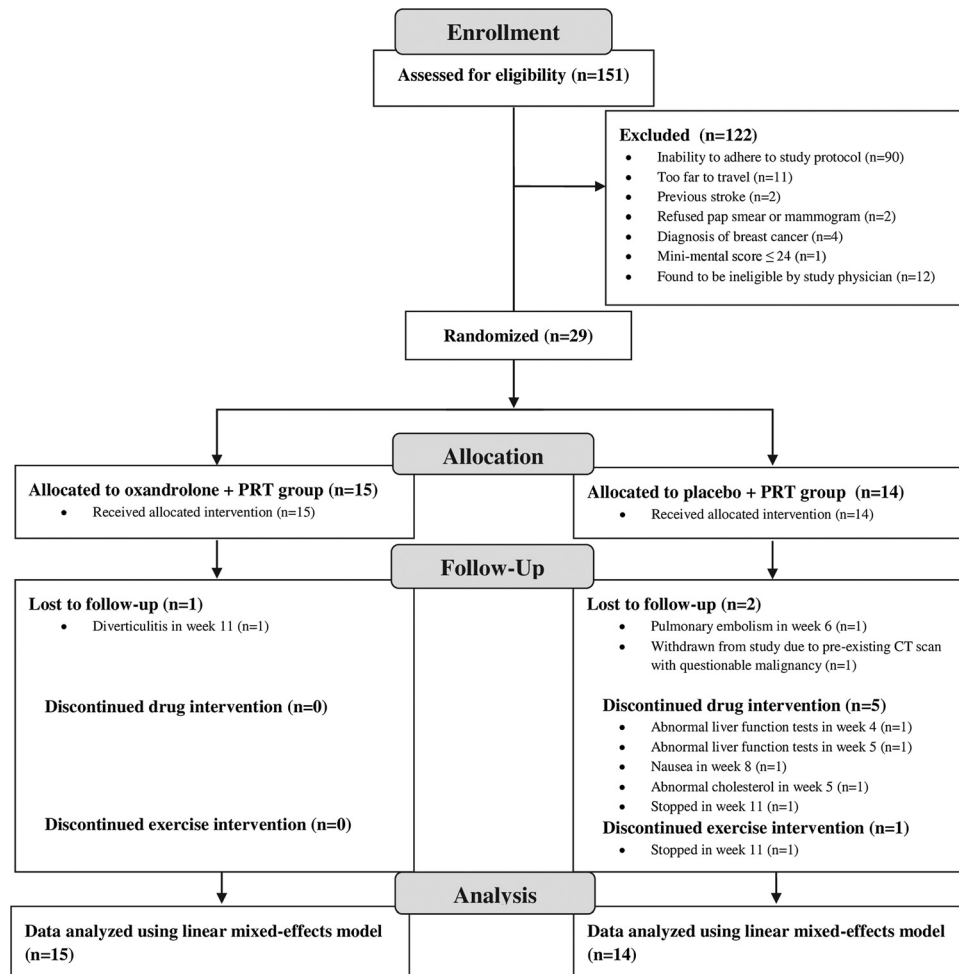 Enrollment
Assessed for eligibility (n=151)
Excluded (n=122)
• Inability to adhere to study protocol (n=90)
• Too far to travel (n=11)
• Previous stroke (n=2)
• Refused pap smear or mammogram (n=2)
• Diagnosis of breast cancer (n=4)
• Mini-mental score ≤ 24 (n=1)
• Found to be ineligible by study physician (n=12)
Randomized (n=29)
Allocation
Allocated to oxandrolone + PRT group (n=15)
• Received allocated intervention (n=15)
Allocated to placebo + PRT group (n=14)
• Received allocated intervention (n=14)
Follow-Up
Lost to follow-up (n=1)
• Diverticulitis in week 11 (n=1)
Discontinued drug intervention (n=0)
Discontinued exercise intervention (n=0)
Lost to follow-up (n=2)
• Pulmonary embolism in week 6 (n=1)
• Withdrawn from study due to pre-existing CT scan
with questionable malignancy (n=1)
Discontinued drug intervention (n=5)
• Abnormal liver function tests in week 4 (n=1)
• Abnormal liver function tests in week 5 (n=1)
• Nausea in week 8 (n=1)
• Abnormal cholesterol in week 5 (n=1)
• Stopped in week 11 (n=1)
Discontinued exercise intervention (n=1)
• Stopped in week 11 (n=1)
Analysis
Data analyzed using linear mixed-effects model
(n=15)
Data analyzed using linear mixed-effects model
(n=14)